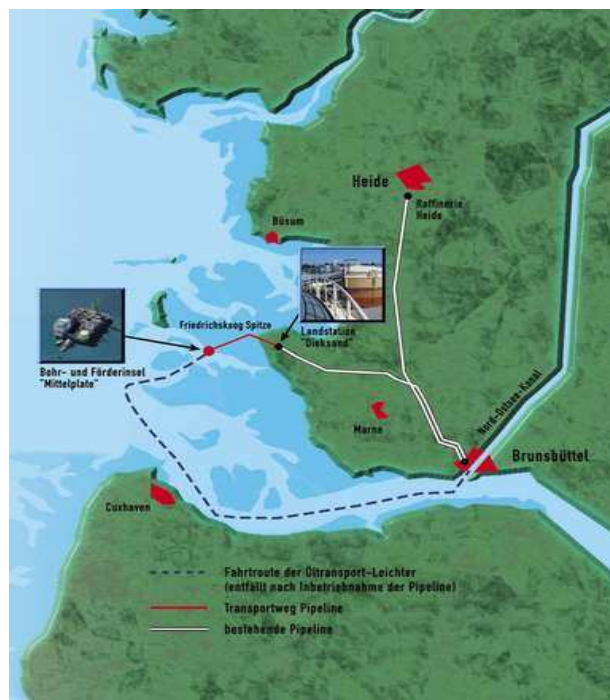 Heide
Raffinerie
Heide
Büsum
Friedrichskoog Spitze
Landstation
"Dieksand"
Bohr- und Förderinsel
"Mittelplate"
Marne
Nord-Ostsee-Kanal
Brunsbüttel
Cuxhaven
Fahrtroute der Öltransport-Leichter
(entfällt nach Inbetriebnahme der Pipeline)
Transportweg Pipeline
bestehende Pipeline